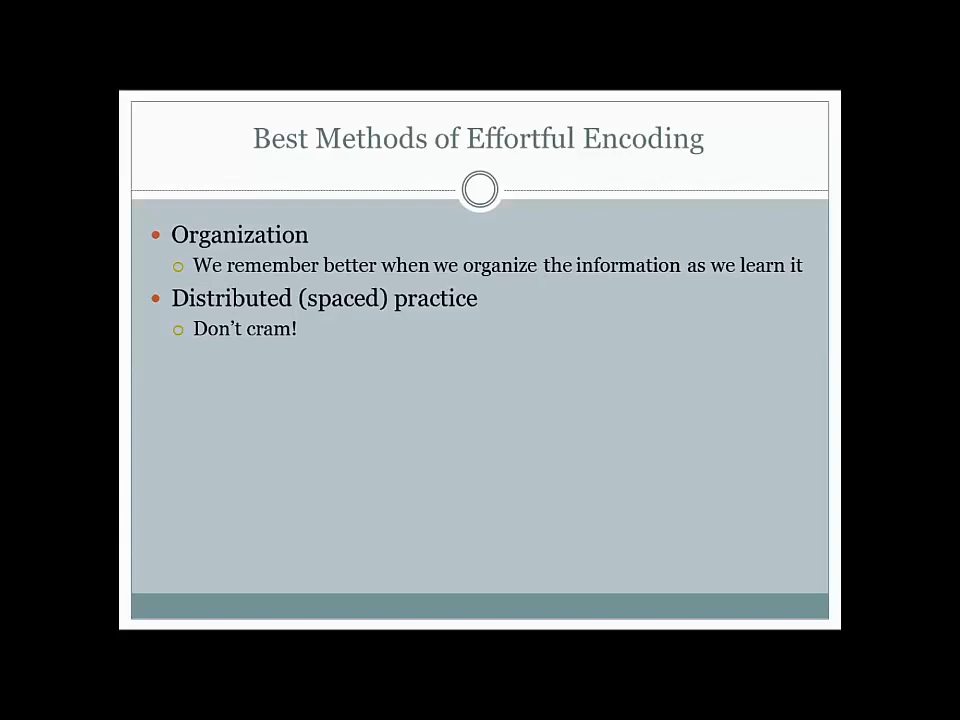 Best Methods of Effortful Encoding
Organization
We remember better when we organize the information as we learn it
Distributed (spaced) practice
Don't cram!